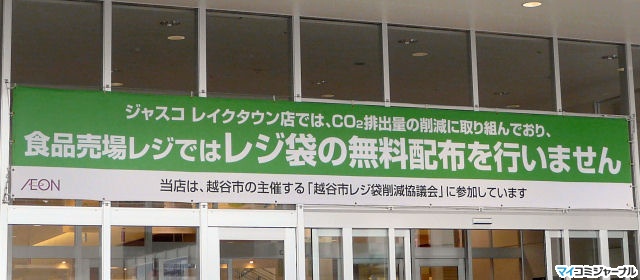 ジャスコ レイクタウン店では、CO₂排出量の削減に取り組んでおり、
食品売場レジではレジ袋の無料配布を行いません
ÆON
当店は、越谷市の主催する「越谷市レジ袋削減協議会」に参加しています
マイコミジャーナル